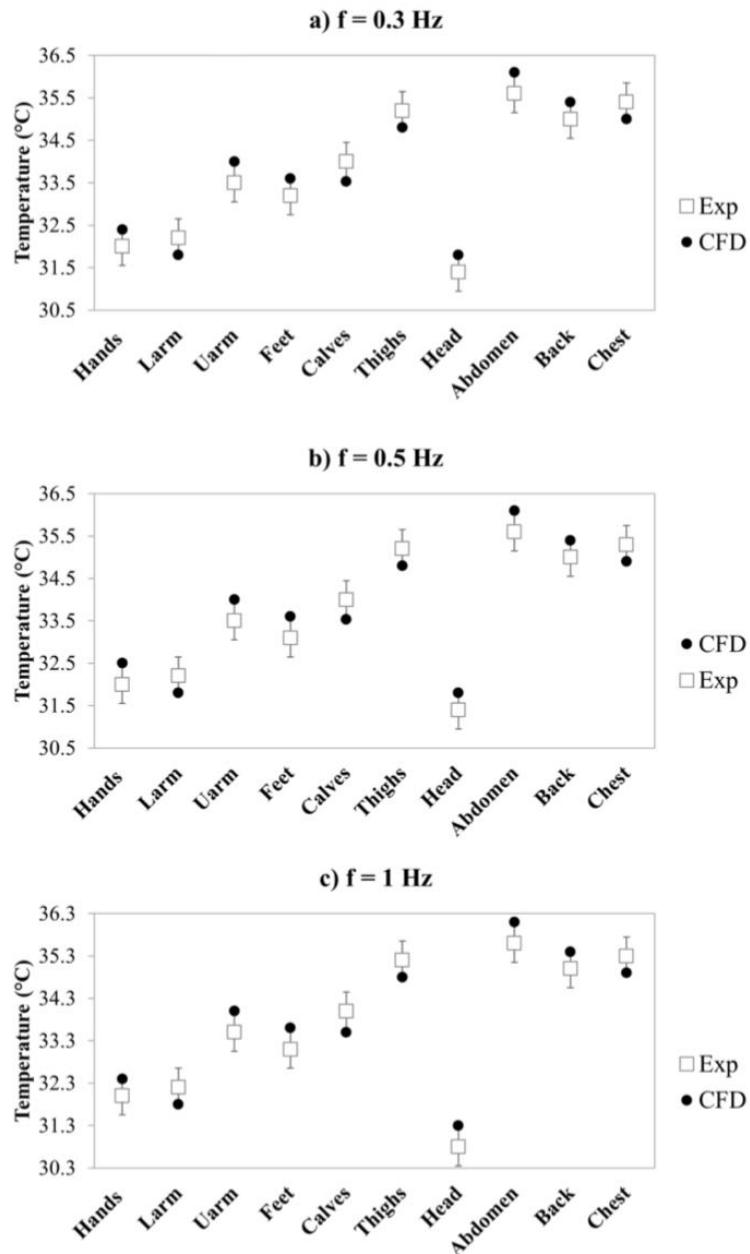 a) f = 0.3 Hz
36.5
35.5
34.5
33.5
32.5
31.5
30.5
Temperature (°C)
Hands Larm Uarm Feet Calves Thighs Head Abdomen Back Chest
Exp
CFD
b) f = 0.5 Hz
36.5
35.5
34.5
33.5
32.5
31.5
30.5
Temperature (°C)
Hands Larm Uarm Feet Calves Thighs Head Abdomen Back Chest
CFD
Exp
c) f = 1 Hz
36.3
35.3
34.3
33.3
32.3
31.3
30.3
Temperature (°C)
Hands Larm Uarm Feet Calves Thighs Head Abdomen Back Chest
Exp
CFD